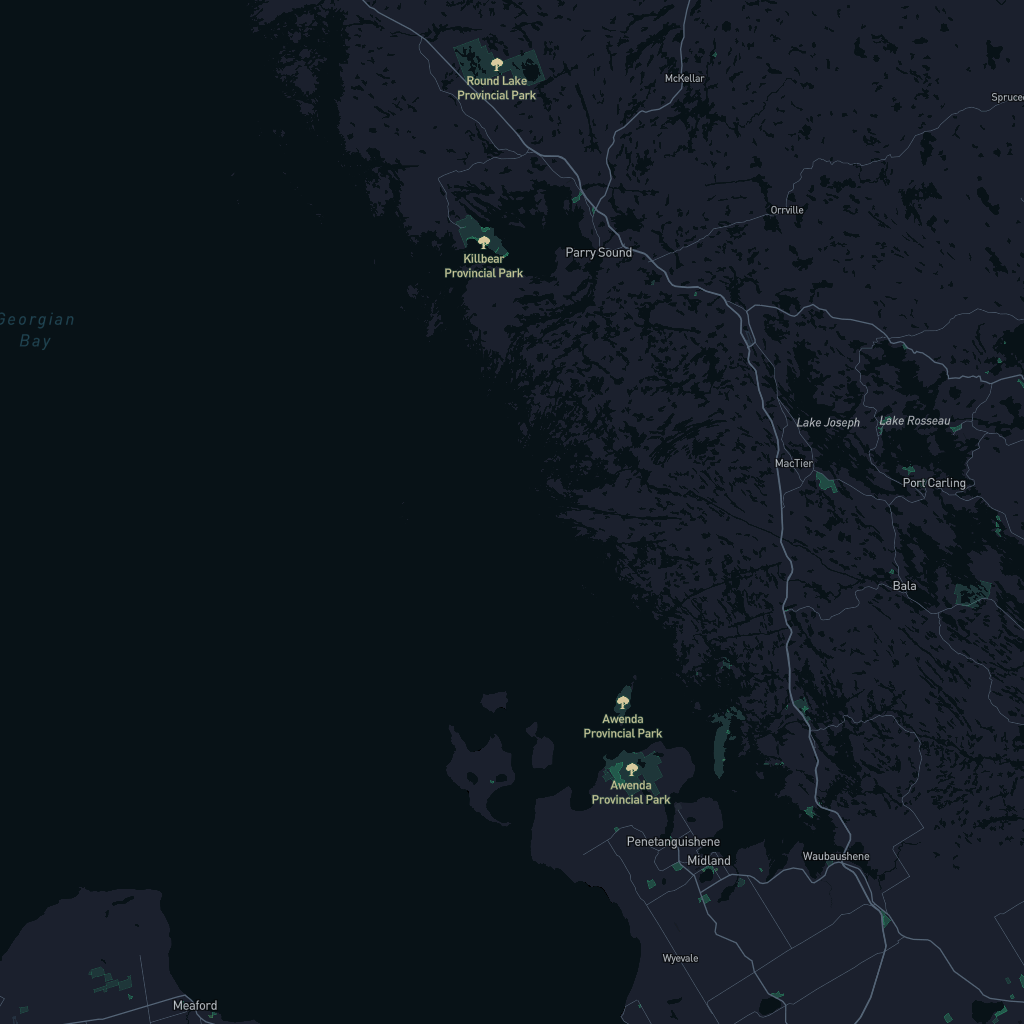 Round Lake
Provincial Park
McKellar
Spruce
Orrville
Parry Sound
Killbear
Provincial Park
Georgian
Bay
Lake Joseph
Lake Rosseau
MacTier
Port Carling
Bala
Awenda
Provincial Park
Awenda
Provincial Park
Penetanguishene
Midland
Waubaushene
Wyevale
Meaford